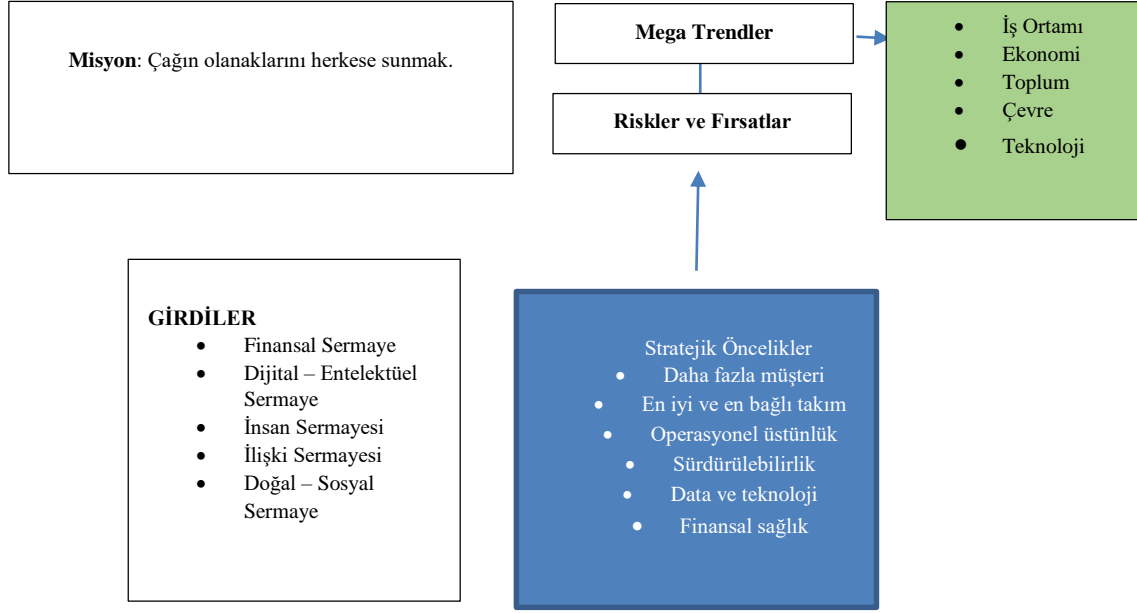 Misyon: Çağın olanaklarını herkese sunmak.
Mega Trendler
Riskler ve Fırsatlar
• İş Ortamı
• Ekonomi
• Toplum
• Çevre
• Teknoloji
GİRDİLER
• Finansal Sermaye
• Dijital – Entelektüel
Sermaye
• İnsan Sermayesi
• İlişki Sermayesi
• Doğal – Sosyal
Sermaye
Stratejik Öncelikler
• Daha fazla müşteri
• En iyi ve en bağlı takım
• Operasyonel üstünlük
• Sürdürülebilirlik
• Data ve teknoloji
• Finansal sağlık